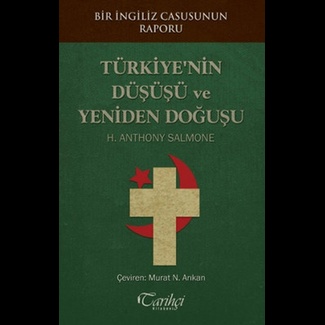 BİR İNGİLİZ CASUSUNUN
RAPORU
TÜRKİYE'NİN
DÜŞÜŞÜ ve
YENİDEN DOĞUŞU
H. ANTHONY SALMONE
Çeviren: Murat N. Arıkan
Tarihçi
kitabevi